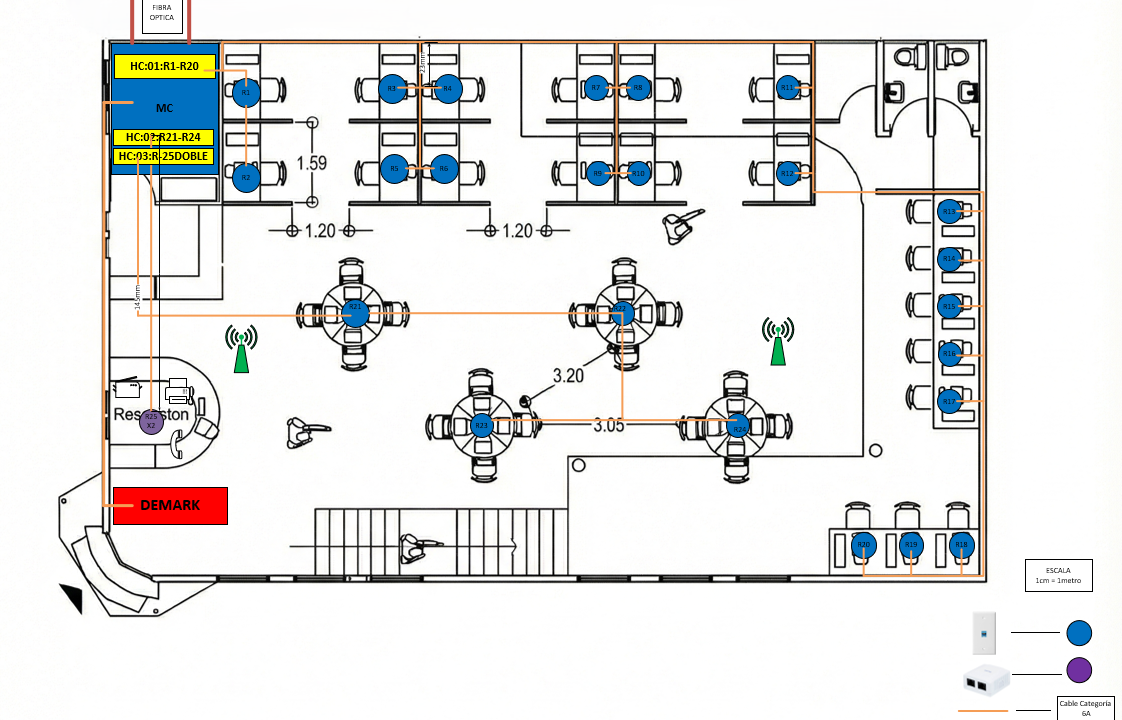 FIBRA
OPTICA
HC:01:R1-R20
MC
HC:02:R21-R24
HC:03:R-25DOBLE
R1
R2
R3
R4
R5
R6
R7
R8
R9
R10
R11
R12
23mm
1.59
1.20
1.20
R13
R14
R15
R16
R17
R21
R22
3.20
R23
3.05
R24
R25
X2
DEMARK
R20
R19
R18
ESCALA
1cm = 1metro
Cable Categoria
6A